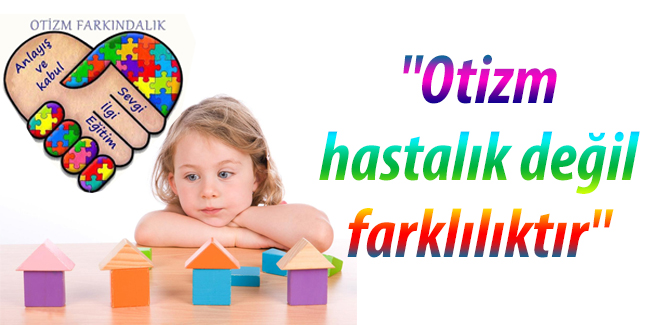 OTİZM FARKINDALIK
Anlayış
ve
kabul
Sevgi
İlgi
Eğitim
"Otizm
hastalık değil
farklılıktır"